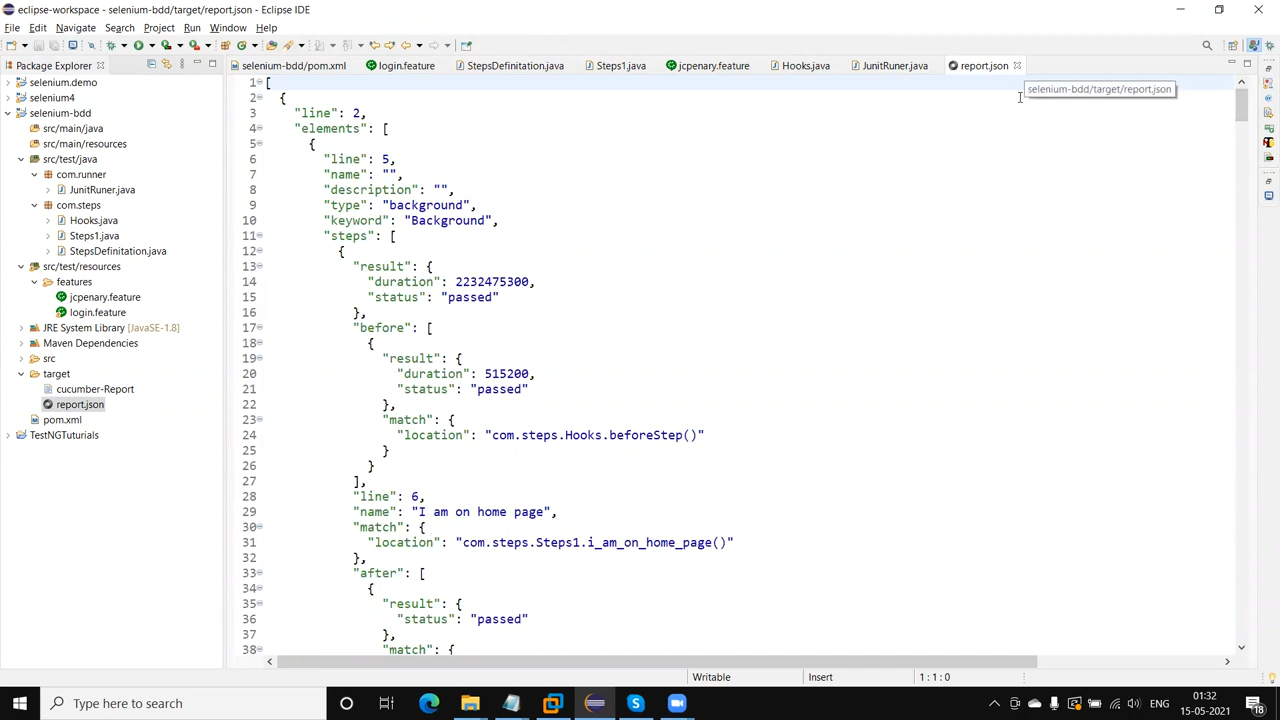 eclipse-workspace - selenium-bdd/target/report.json - Eclipse IDE
File Edit Navigate Search Project Run Window Help
Package Explorer
selenium.demo
selenium4
selenium-bdd
src/main/java
src/main/resources
src/test/java
com.runner
JunitRuner.java
com.steps
Hooks.java
Steps1.java
StepsDefinitation.java
src/test/resources
features
jcpenary.feature
login.feature
JRE System Library [JavaSE-1.8]
Maven Dependencies
src
target
cucumber-Report
report.json
pom.xml
TestNGTuturials
selenium-bdd/pom.xml login.feature StepsDefinitation.java Steps1.java jcpenary.feature Hooks.java JunitRuner.java report.json
selenium-bdd/target/report.json
1 [
2 {
3 "line": 2,
4 "elements": [
5 {
6 "line": 5,
7 "name": "",
8 "description": "",
9 "type": "background",
10 "keyword": "Background",
11 "steps": [
12 {
13 "result": {
14 "duration": 2232475300,
15 "status": "passed"
16 },
17 "before": [
18 {
19 "result": {
20 "duration": 515200,
21 "status": "passed"
22 },
23 "match": {
24 "location": "com.steps.Hooks.beforeStep()"
25 }
26 }
27 ],
28 "line": 6,
29 "name": "I am on home page",
30 "match": {
31 "location": "com.steps.Steps1.i_am_on_home_page()"
32 },
33 "after": [
34 {
35 "result": {
36 "status": "passed"
37 },
38 "match": {
Writable Insert 1 : 1 : 0
Type here to search
ENG
01:32
15-05-2021
18